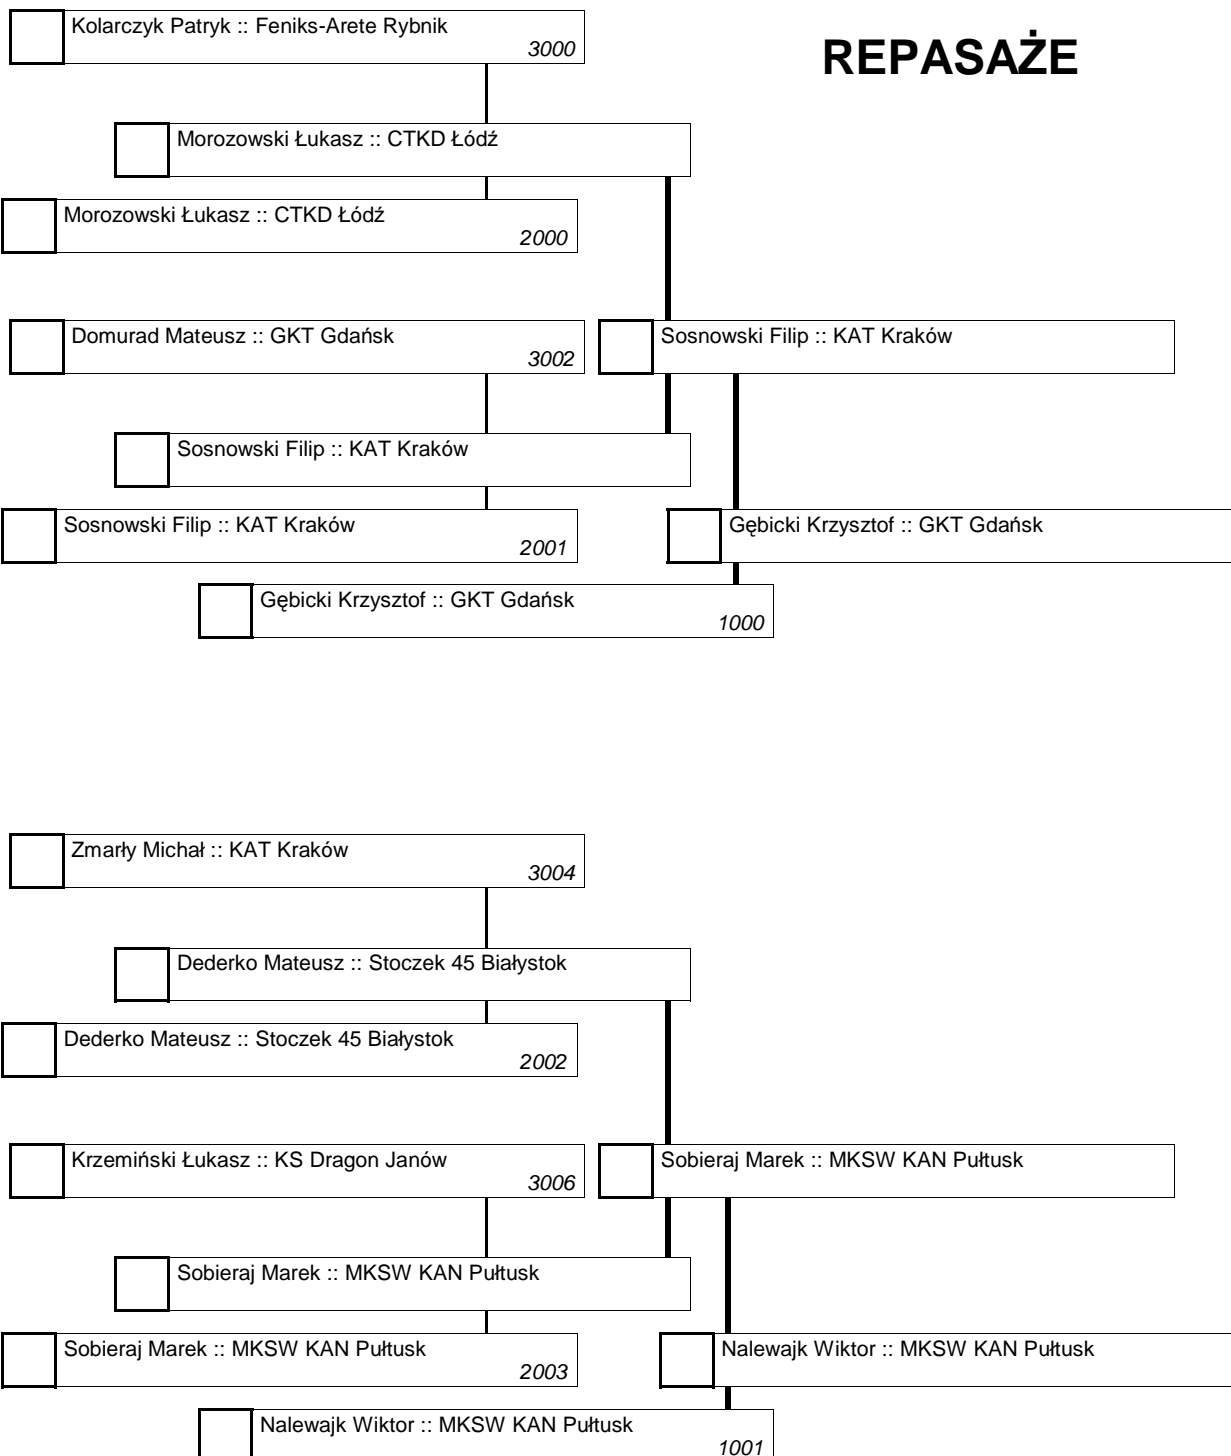 Kolarczyk Patryk :: Feniks-Arete Rybnik
3000
REPASAŻE
Morozowski Łukasz :: CTKD Łódź
Morozowski Łukasz :: CTKD Łódź
2000
Domurad Mateusz :: GKT Gdańsk
3002
Sosnowski Filip :: KAT Kraków
Sosnowski Filip :: KAT Kraków
Sosnowski Filip :: KAT Kraków
2001
Gębicki Krzysztof :: GKT Gdańsk
Gębicki Krzysztof :: GKT Gdańsk
1000
Zmarły Michał :: KAT Kraków
3004
Dederko Mateusz :: Stoczek 45 Białystok
Dederko Mateusz :: Stoczek 45 Białystok
2002
Krzemiński Łukasz :: KS Dragon Janów
3006
Sobieraj Marek :: MKSW KAN Pułtusk
Sobieraj Marek :: MKSW KAN Pułtusk
Sobieraj Marek :: MKSW KAN Pułtusk
2003
Nalewajk Wiktor :: MKSW KAN Pułtusk
Nalewajk Wiktor :: MKSW KAN Pułtusk
1001